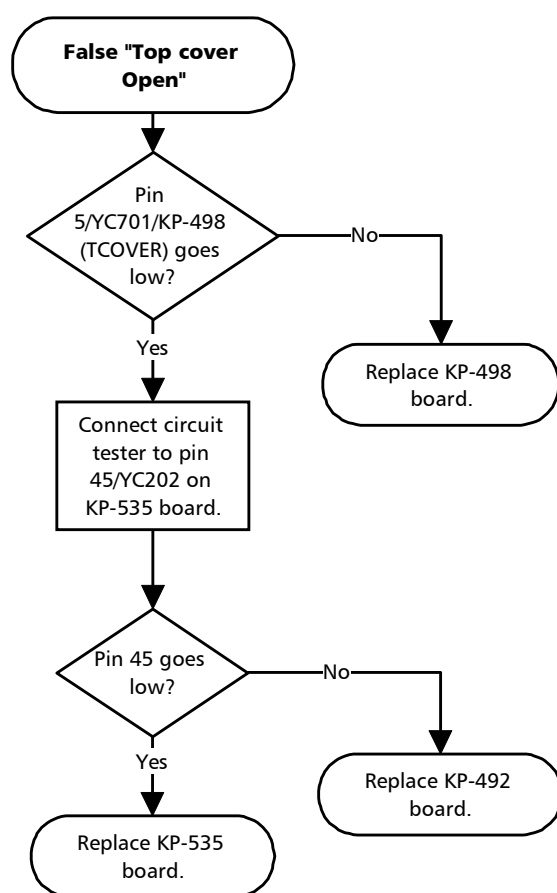 False "Top cover
Open"
Pin
5/YC701/KP-498
(TCOVER) goes
low?
No
Replace KP-498
board.
Yes
Connect circuit
tester to pin
45/YC202 on
KP-535 board.
Pin 45 goes
low?
No
Replace KP-492
board.
Yes
Replace KP-535
board.